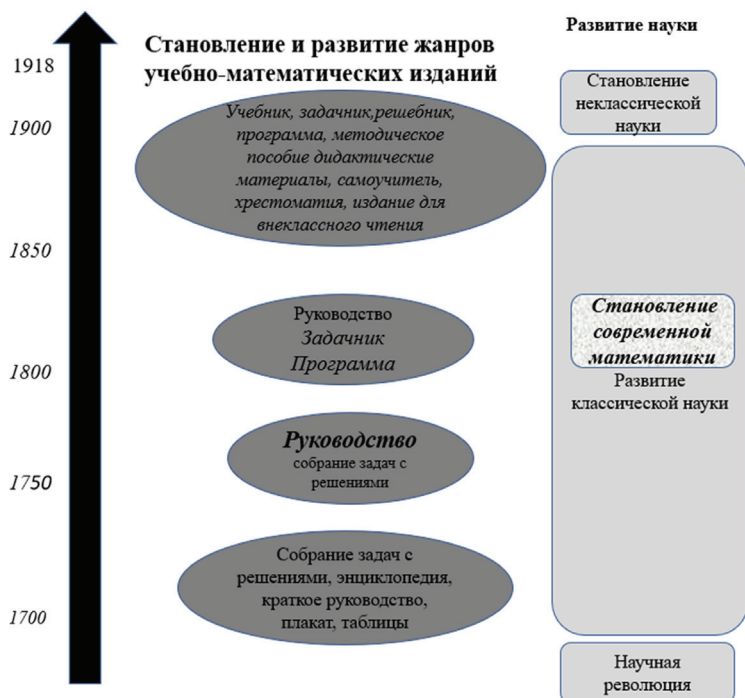 Становление и развитие жанров
учебно-математических изданий
Развитие науки
1918
1900
1850
1800
1750
1700
Учебник, задачник,решебник,
программа, методическое
пособие дидактические
материалы, самоучитель,
хрестоматия, издание для
внеклассного чтения
Руководство
Задачник
Программа
Руководство
собрание задач с
решениями
Собрание задач с
решениями, энциклопедия,
краткое руководство,
плакат, таблицы
Становление
неклассической
науки
Становление
современной
математики
Развитие
классической науки
Научная
революция